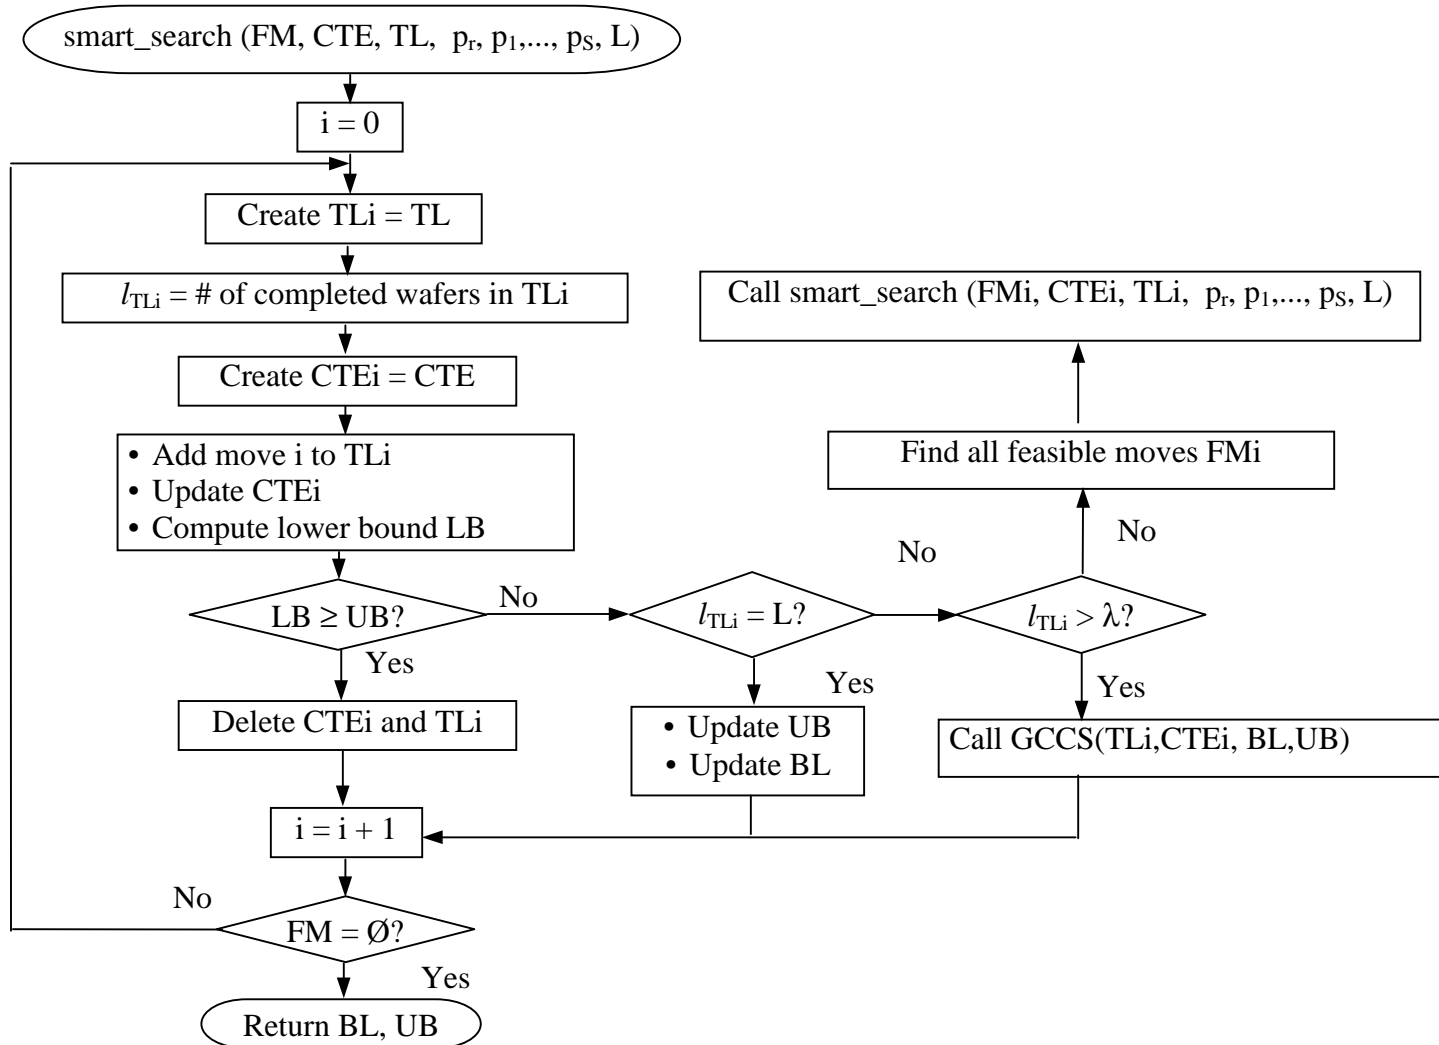 smart_search (FM, CTE, TL, pr, p1,..., pS, L)
i = 0
Create TLi = TL
lTLi = # of completed wafers in TLi
Call smart_search (FMi, CTEi, TLi, pr, p1,..., pS, L)
Create CTEi = CTE
• Add move i to TLi
• Update CTEi
• Compute lower bound LB
Find all feasible moves FMi
No
No
LB ≥ UB?
No
lTLi = L?
lTLi > λ?
Yes
Yes
Yes
Delete CTEi and TLi
• Update UB
• Update BL
Call GCCS(TLi,CTEi, BL,UB)
i = i + 1
No
FM = Ø?
Yes
Return BL, UB